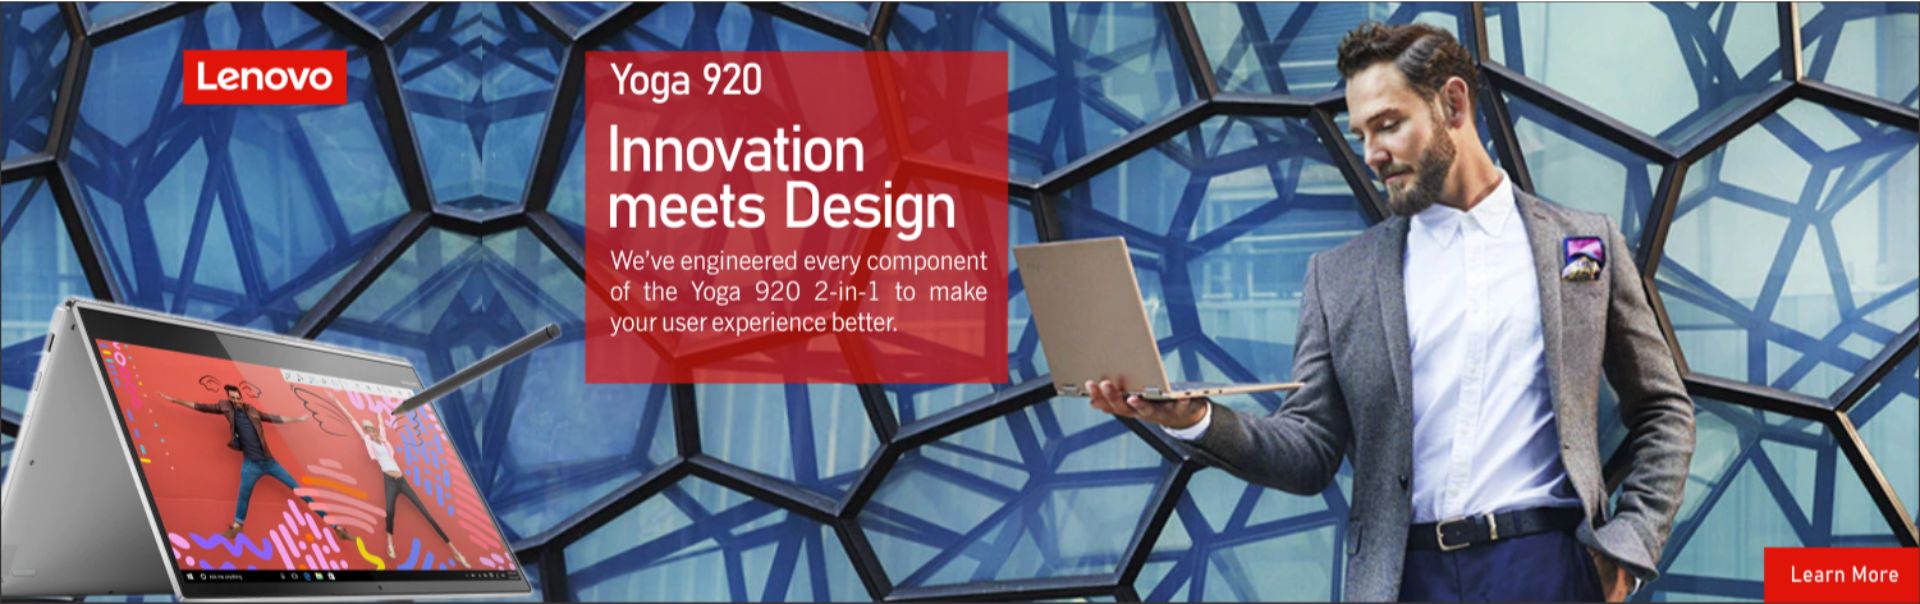 Lenovo
Yoga 920
Innovation
meets Design
We've engineered every component
of the Yoga 920 2-in-1 to make
your user experience better.
Learn More